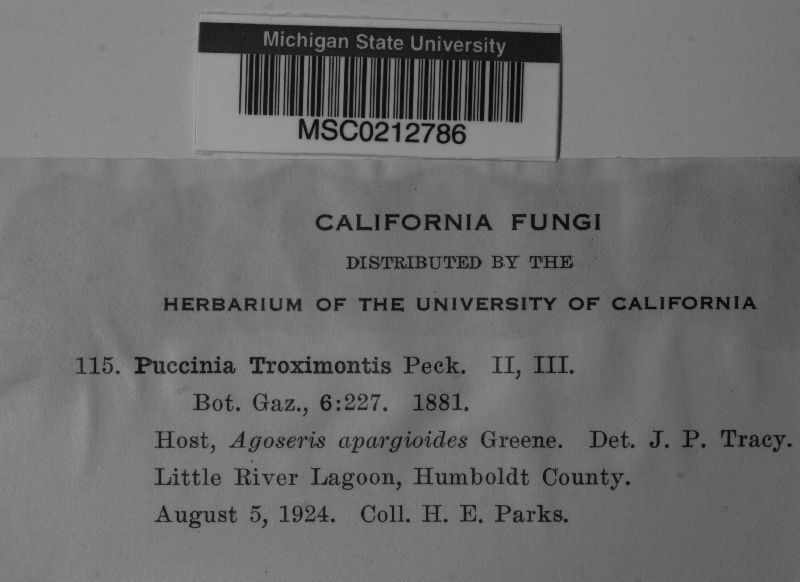 Michigan State University
MSC0212786
CALIFORNIA FUNGI
DISTRIBUTED BY THE
HERBARIUM OF THE UNIVERSITY OF CALIFORNIA
115. Puccinia Troximontis Peck. II, III.
Bot. Gaz., 6:227. 1881.
Host, Agoseris apargioides Greene. Det. J. P. Tracy.
Little River Lagoon, Humboldt County.
August 5, 1924. Coll. H. E. Parks.